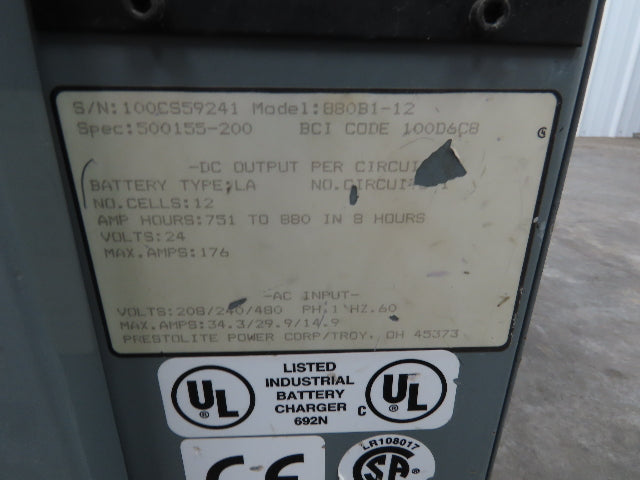 S/N:100CS59241 Model:880B1-12
Spec:500155-200 BCI CODE 100D6C8
-DC OUTPUT PER
BATTERY TYPE:LA
NO.CELLS:12
AMP HOURS:751 TO 880 IN 8 HOURS
VOLTS:24
MAX.AMPS:176
-AC INPUT-
VOLTS:208/240/480 PH.1 HZ.60
MAX.AMPS:34.3/29.9/14.9
PRESTOLITE POWER CORP/TROY, OH 45373
UL ®
LISTED
INDUSTRIAL
BATTERY
CHARGER
692N
C UL ®
CE
LR108017
SA